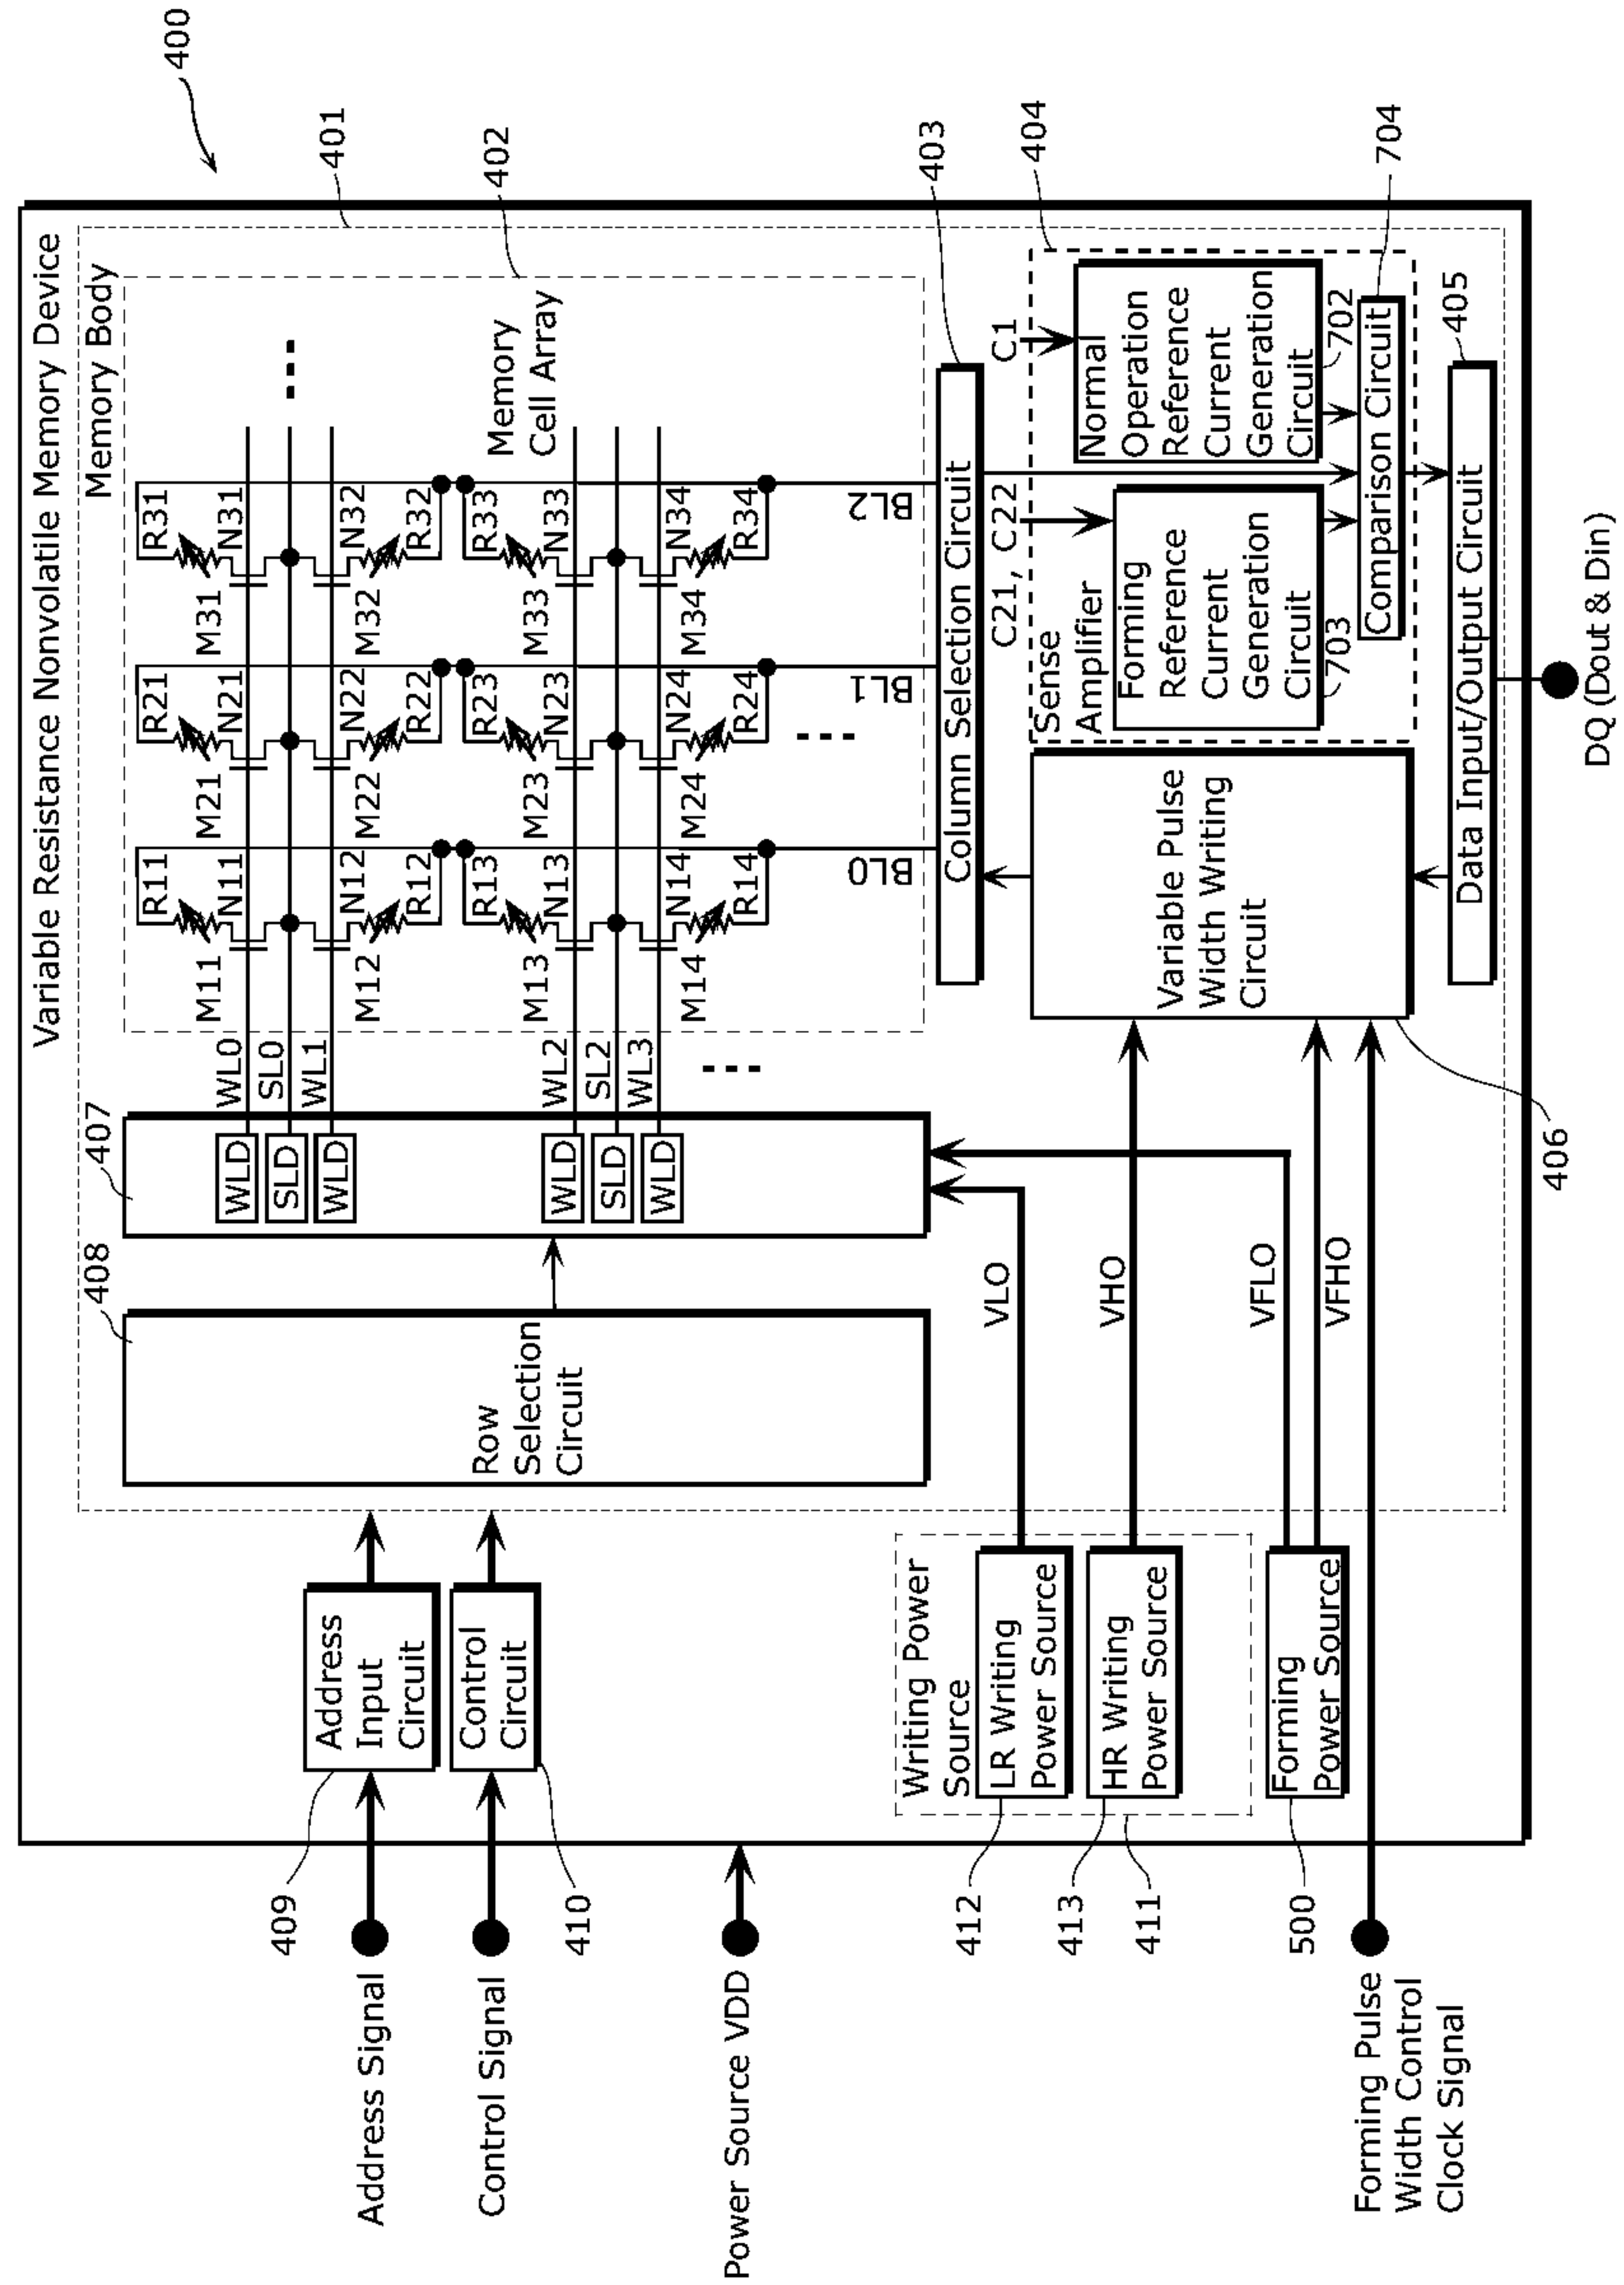 400
Variable Resistance Nonvolatile Memory Device
401
Memory Body
402
407
408
WLD
SLD
WLD
WLD
SLD
WLD
WL0
SL0
WL1
WL2
SL2
WL3
M11
R11
N11
M12
N12
R12
M13
R13
N13
M14
N14
R14
M21
R21
N21
M22
N22
R22
M23
R23
N23
M24
N24
R24
M31
R31
N31
M32
N32
R32
M33
R33
N33
M34
N34
R34
Memory
Cell Array
BL0
BL1
BL2
Row
Selection
Circuit
409
Address Signal
Address
Input
Circuit
Control Signal
Control
Circuit
410
Power Source VDD
403
Column Selection Circuit
C21, C22
C1
404
Sense
Amplifier
Forming
Reference
Current
Generation
Circuit
703
Normal
Operation
Reference
Current
Generation
Circuit
702
704
Comparison Circuit
Variable Pulse
Width Writing
Circuit
406
405
Data Input/Output Circuit
DQ (Dout & Din)
Writing Power
Source
412
LR Writing
Power Source
413
HR Writing
Power Source
411
500
Forming
Power Source
VLO
VHO
VFLO
VFHO
Forming Pulse
Width Control
Clock Signal